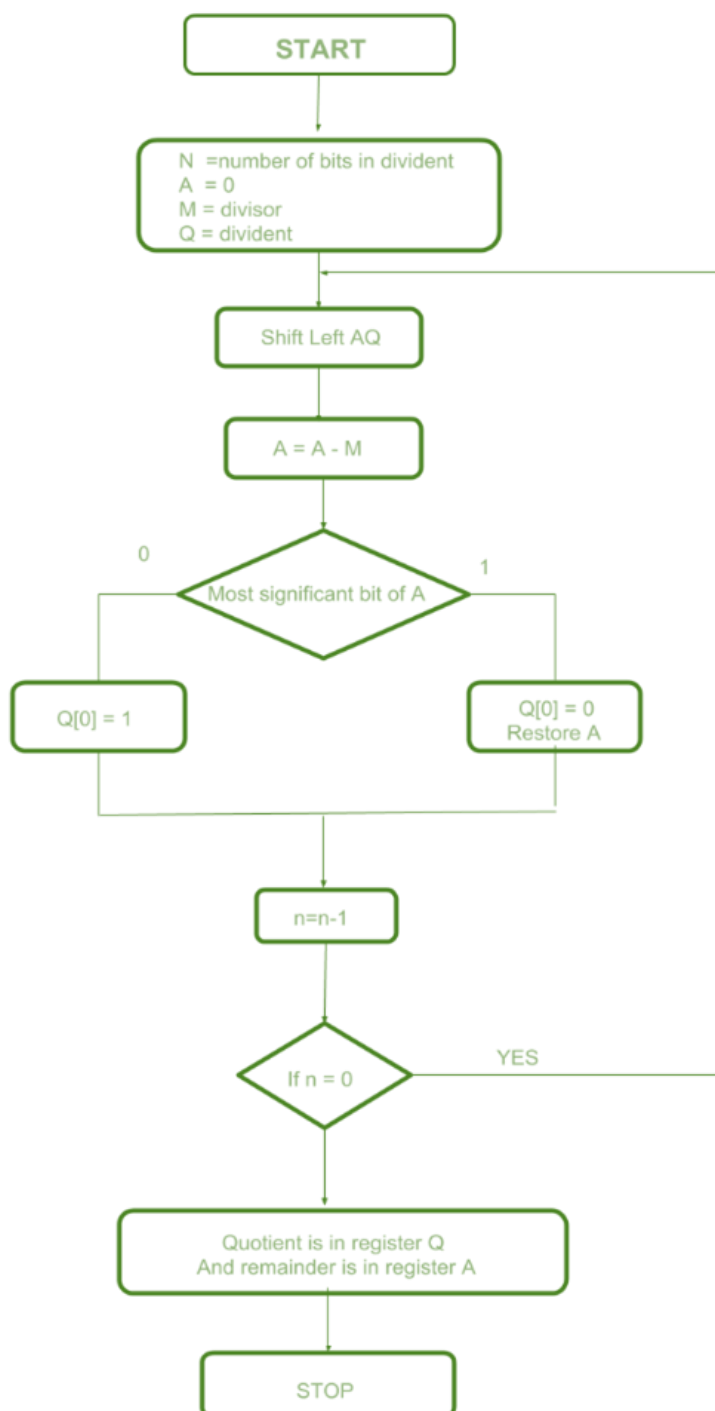 START
N =number of bits in divident
A = 0
M = divisor
Q = divident
Shift Left AQ
A = A - M
0
1
Most significant bit of A
Q[0] = 1
Q[0] = 0
Restore A
n=n-1
YES
If n = 0
Quotient is in register Q
And remainder is in register A
STOP